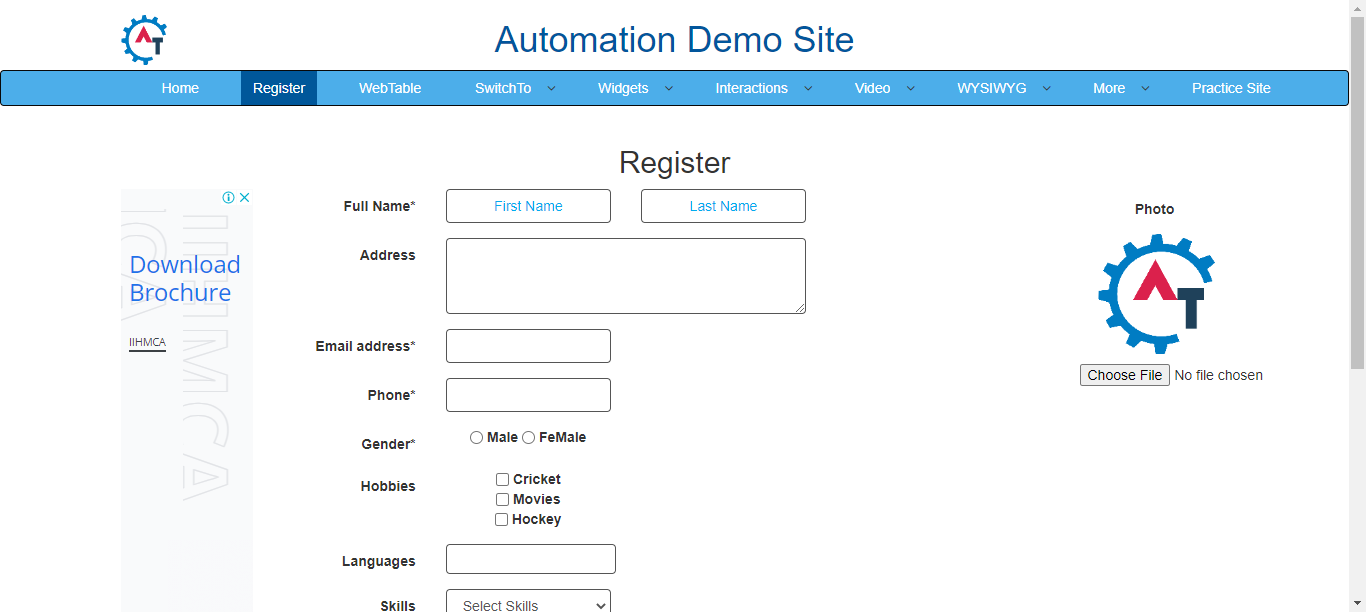 Automation Demo Site
Home Register WebTable SwitchTo Widgets Interactions Video WYSIWYG More Practice Site
Register
Full Name* First Name Last Name
Photo
Address
Download
Brochure
IIHMCA
IIHMCA
Email address*
Choose File No file chosen
Phone*
Gender* Male FeMale
Hobbies
Cricket
Movies
Hockey
Languages
Skills Select Skills